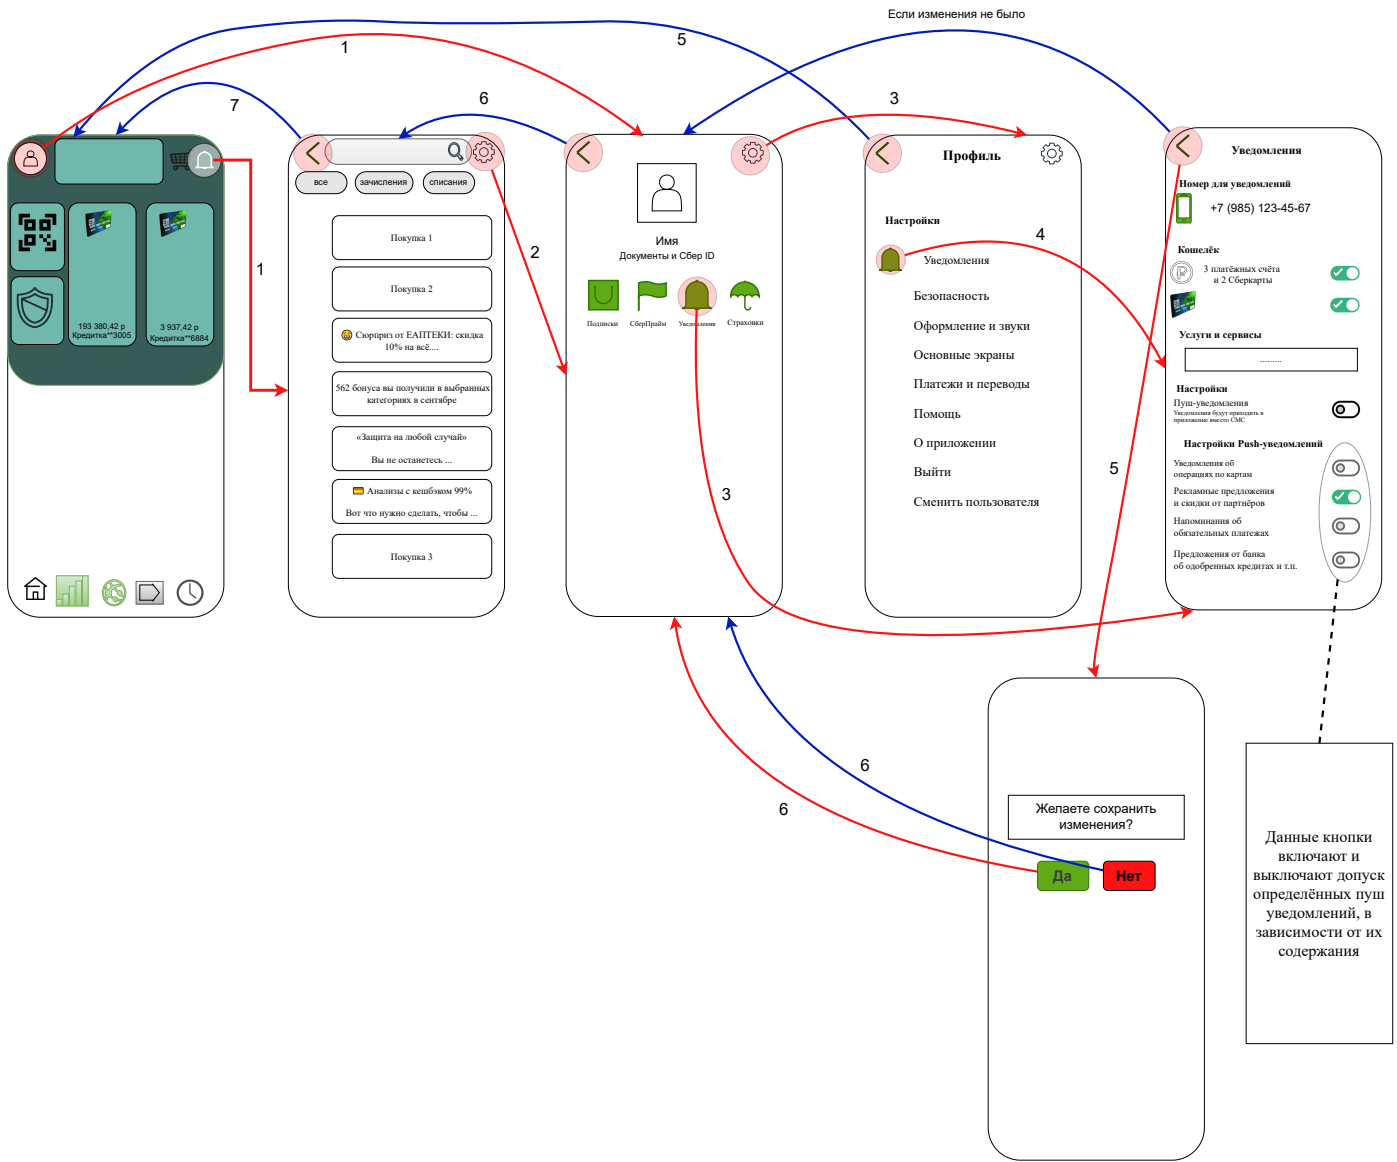 Если изменения не было
1
5
7
6
3
1
2
4
3
5
6
6
193 380,42 р
Кредитка**3005
3 937,42 р
Кредитка**6884
все
зачисления
списания
Покупка 1
Покупка 2
Сюрприз от ЕАПТЕКИ: скидка
10% на всё....
562 бонуса вы получили в выбранных
категориях в сентябре
«Защита на любой случай»
Вы не останетесь ...
Анализы с кешбэком 99%
Вот что нужно сделать, чтобы ...
Покупка 3
Имя
Документы и Сбер ID
Подписки
СберПрайм
Уведомления
Страховки
Профиль
Настройки
Уведомления
Безопасность
Оформление и звуки
Основные экраны
Платежи и переводы
Помощь
О приложении
Выйти
Сменить пользователя
Уведомления
Номер для уведомлений
+7 (985) 123-45-67
Кошелёк
3 платёжных счёта
и 2 Сберкарты
Услуги и сервисы
.........
Настройки
Пуш-уведомления
Уведомления будут приходить в
приложение вместо СМС
Настройки Push-уведомлений
Уведомления об
операциях по картам
Рекламные предложения
и скидки от партнёров
Напоминания об
обязательных платежах
Предложения от банка
об одобренных кредитах и т.п.
Желаете сохранить
изменения?
Да
Нет
Данные кнопки
включают и
выключают допуск
определённых пуш
уведомлений, в
зависимости от их
содержания